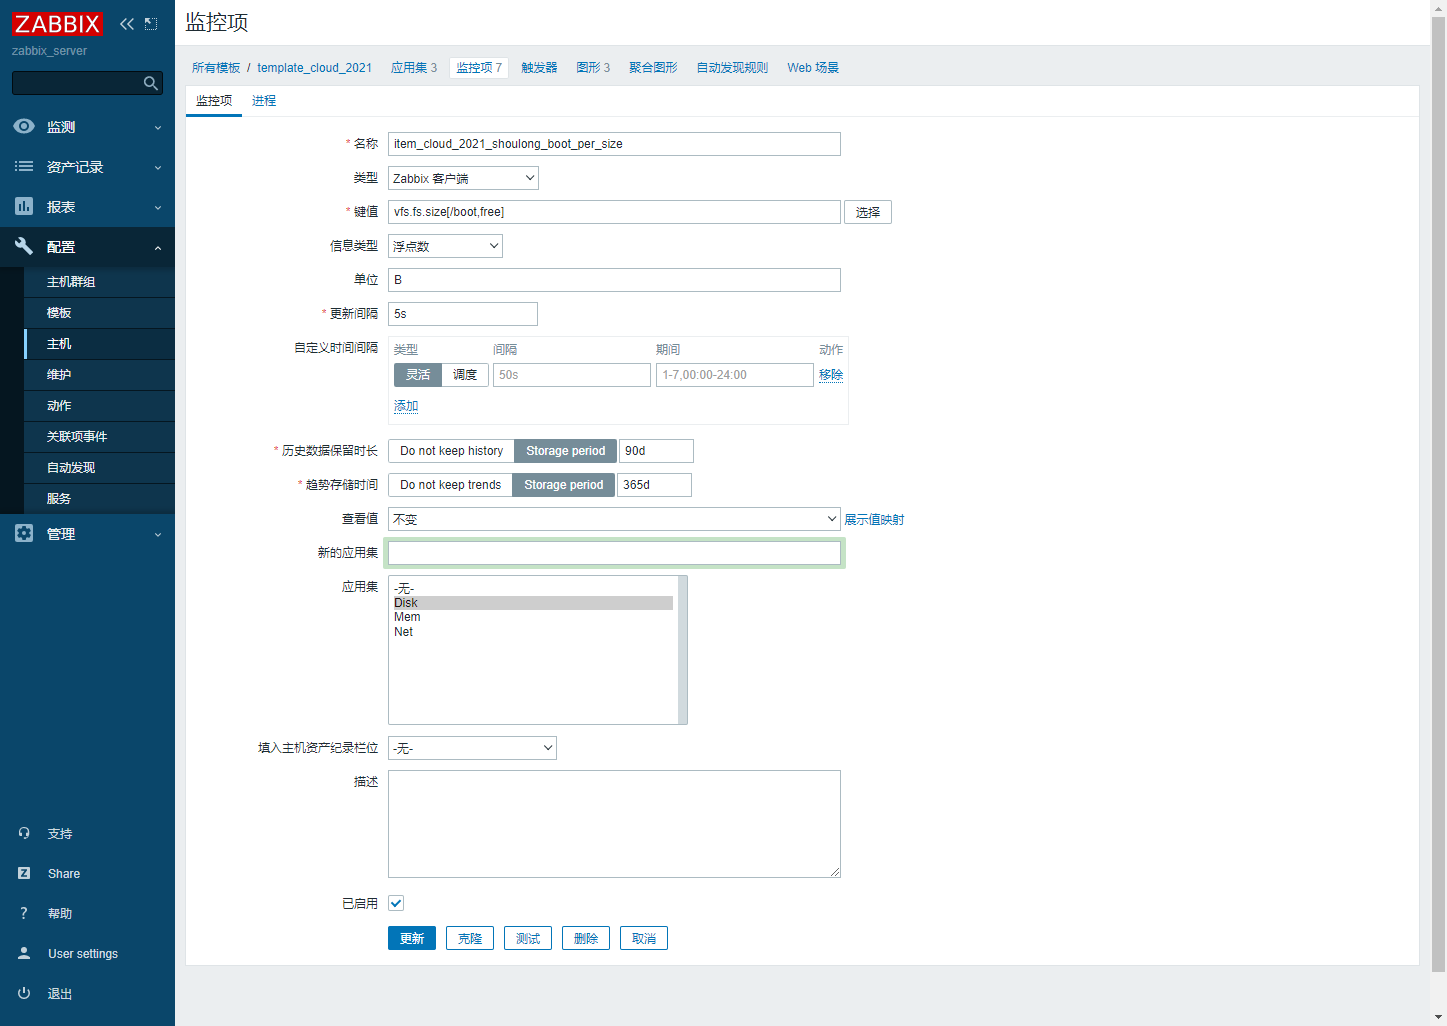 ZABBIX
zabbix_server
监测
资产记录
报表
配置
主机群组
模板
主机
维护
动作
关联项事件
自动发现
服务
管理
支持
Share
帮助
User settings
退出
监控项
所有模板 / template_cloud_2021 应用集 3 监控项 7 触发器 图形 3 聚合图形 自动发现规则 Web 场景
监控项 进程
* 名称 item_cloud_2021_shoulong_boot_per_size
类型 Zabbix 客户端
* 键值 vfs.fs.size[/boot,free] 选择
信息类型 浮点数
单位 B
* 更新间隔 5s
自定义时间间隔 类型 间隔 期间 动作
灵活 调度 50s 1-7,00:00-24:00 移除
添加
* 历史数据保留时长 Do not keep history Storage period 90d
* 趋势存储时间 Do not keep trends Storage period 365d
查看值 不变 展示值映射
新的应用集
应用集 -无-
Disk
Mem
Net
填入主机资产纪录栏位 -无-
描述
已启用
更新 克隆 测试 删除 取消